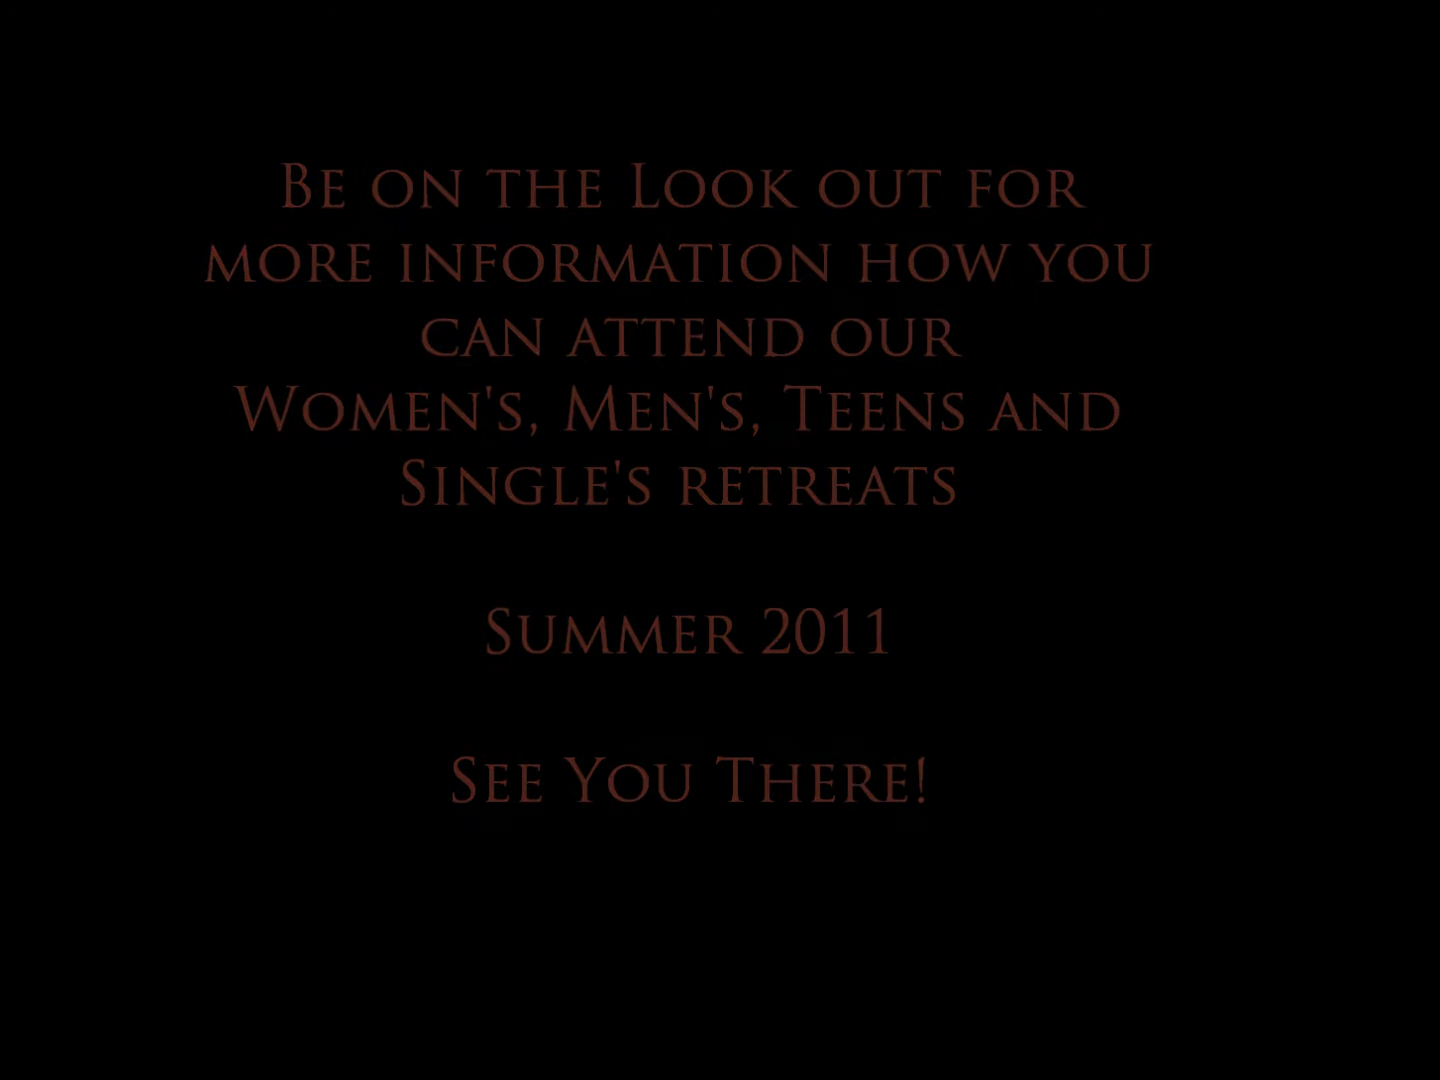 Be on the Look out for
more information how you
can attend our
Women's, Men's, Teens and
Single's retreats
Summer 2011
See You There!